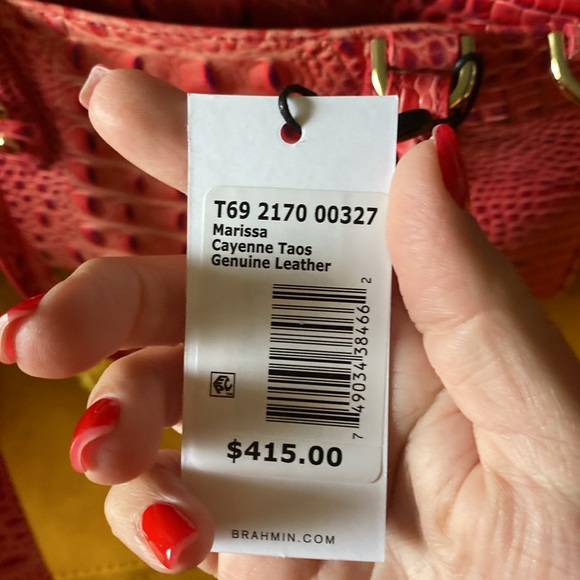 T69 2170 00327
Marissa
Cayenne Taos
Genuine Leather
7 49034 38466 2
$415.00
BRAHMIN.COM